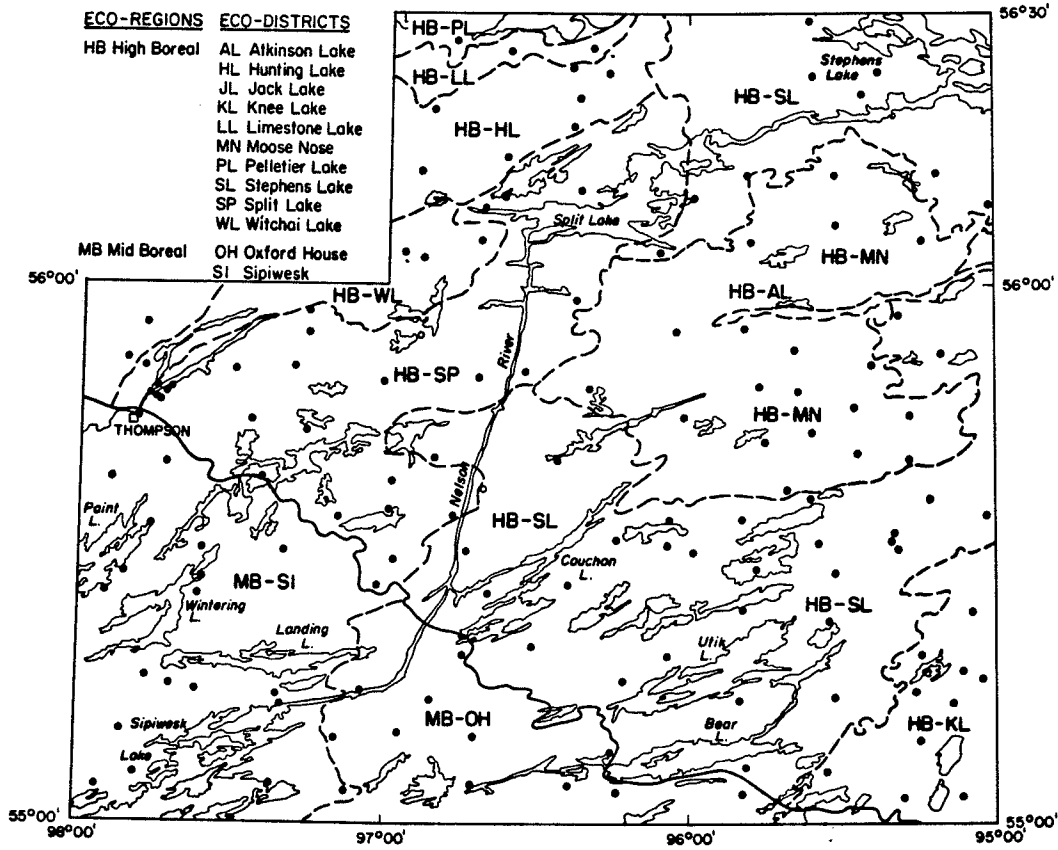 ECO-REGIONS ECO-DISTRICTS
HB High Boreal AL Atkinson Lake
HL Hunting Lake
JL Jack Lake
KL Knee Lake
LL Limestone Lake
MN Moose Nose
PL Pelletier Lake
SL Stephens Lake
SP Split Lake
WL Witchai Lake
MB Mid Boreal OH Oxford House
SI Sipiwesk
56°30'
HB-PL
HB-LL
Stephens
Lake
HB-SL
HB-HL
Split Lake
HB-MN
56°00'
56°00'
HB-WL
HB-AL
River
HB-SP
HB-MN
THOMPSON
Nelson
Paint
L.
HB-SL
Couchon
L.
MB-SI
Wintering
L.
HB-SL
Landing
L.
Utik
L.
Sipiwesk
Lake
MB-OH
Bear
L.
HB-KL
55°00'
55°00'
98°00'
97°00'
96°00'
95°00'